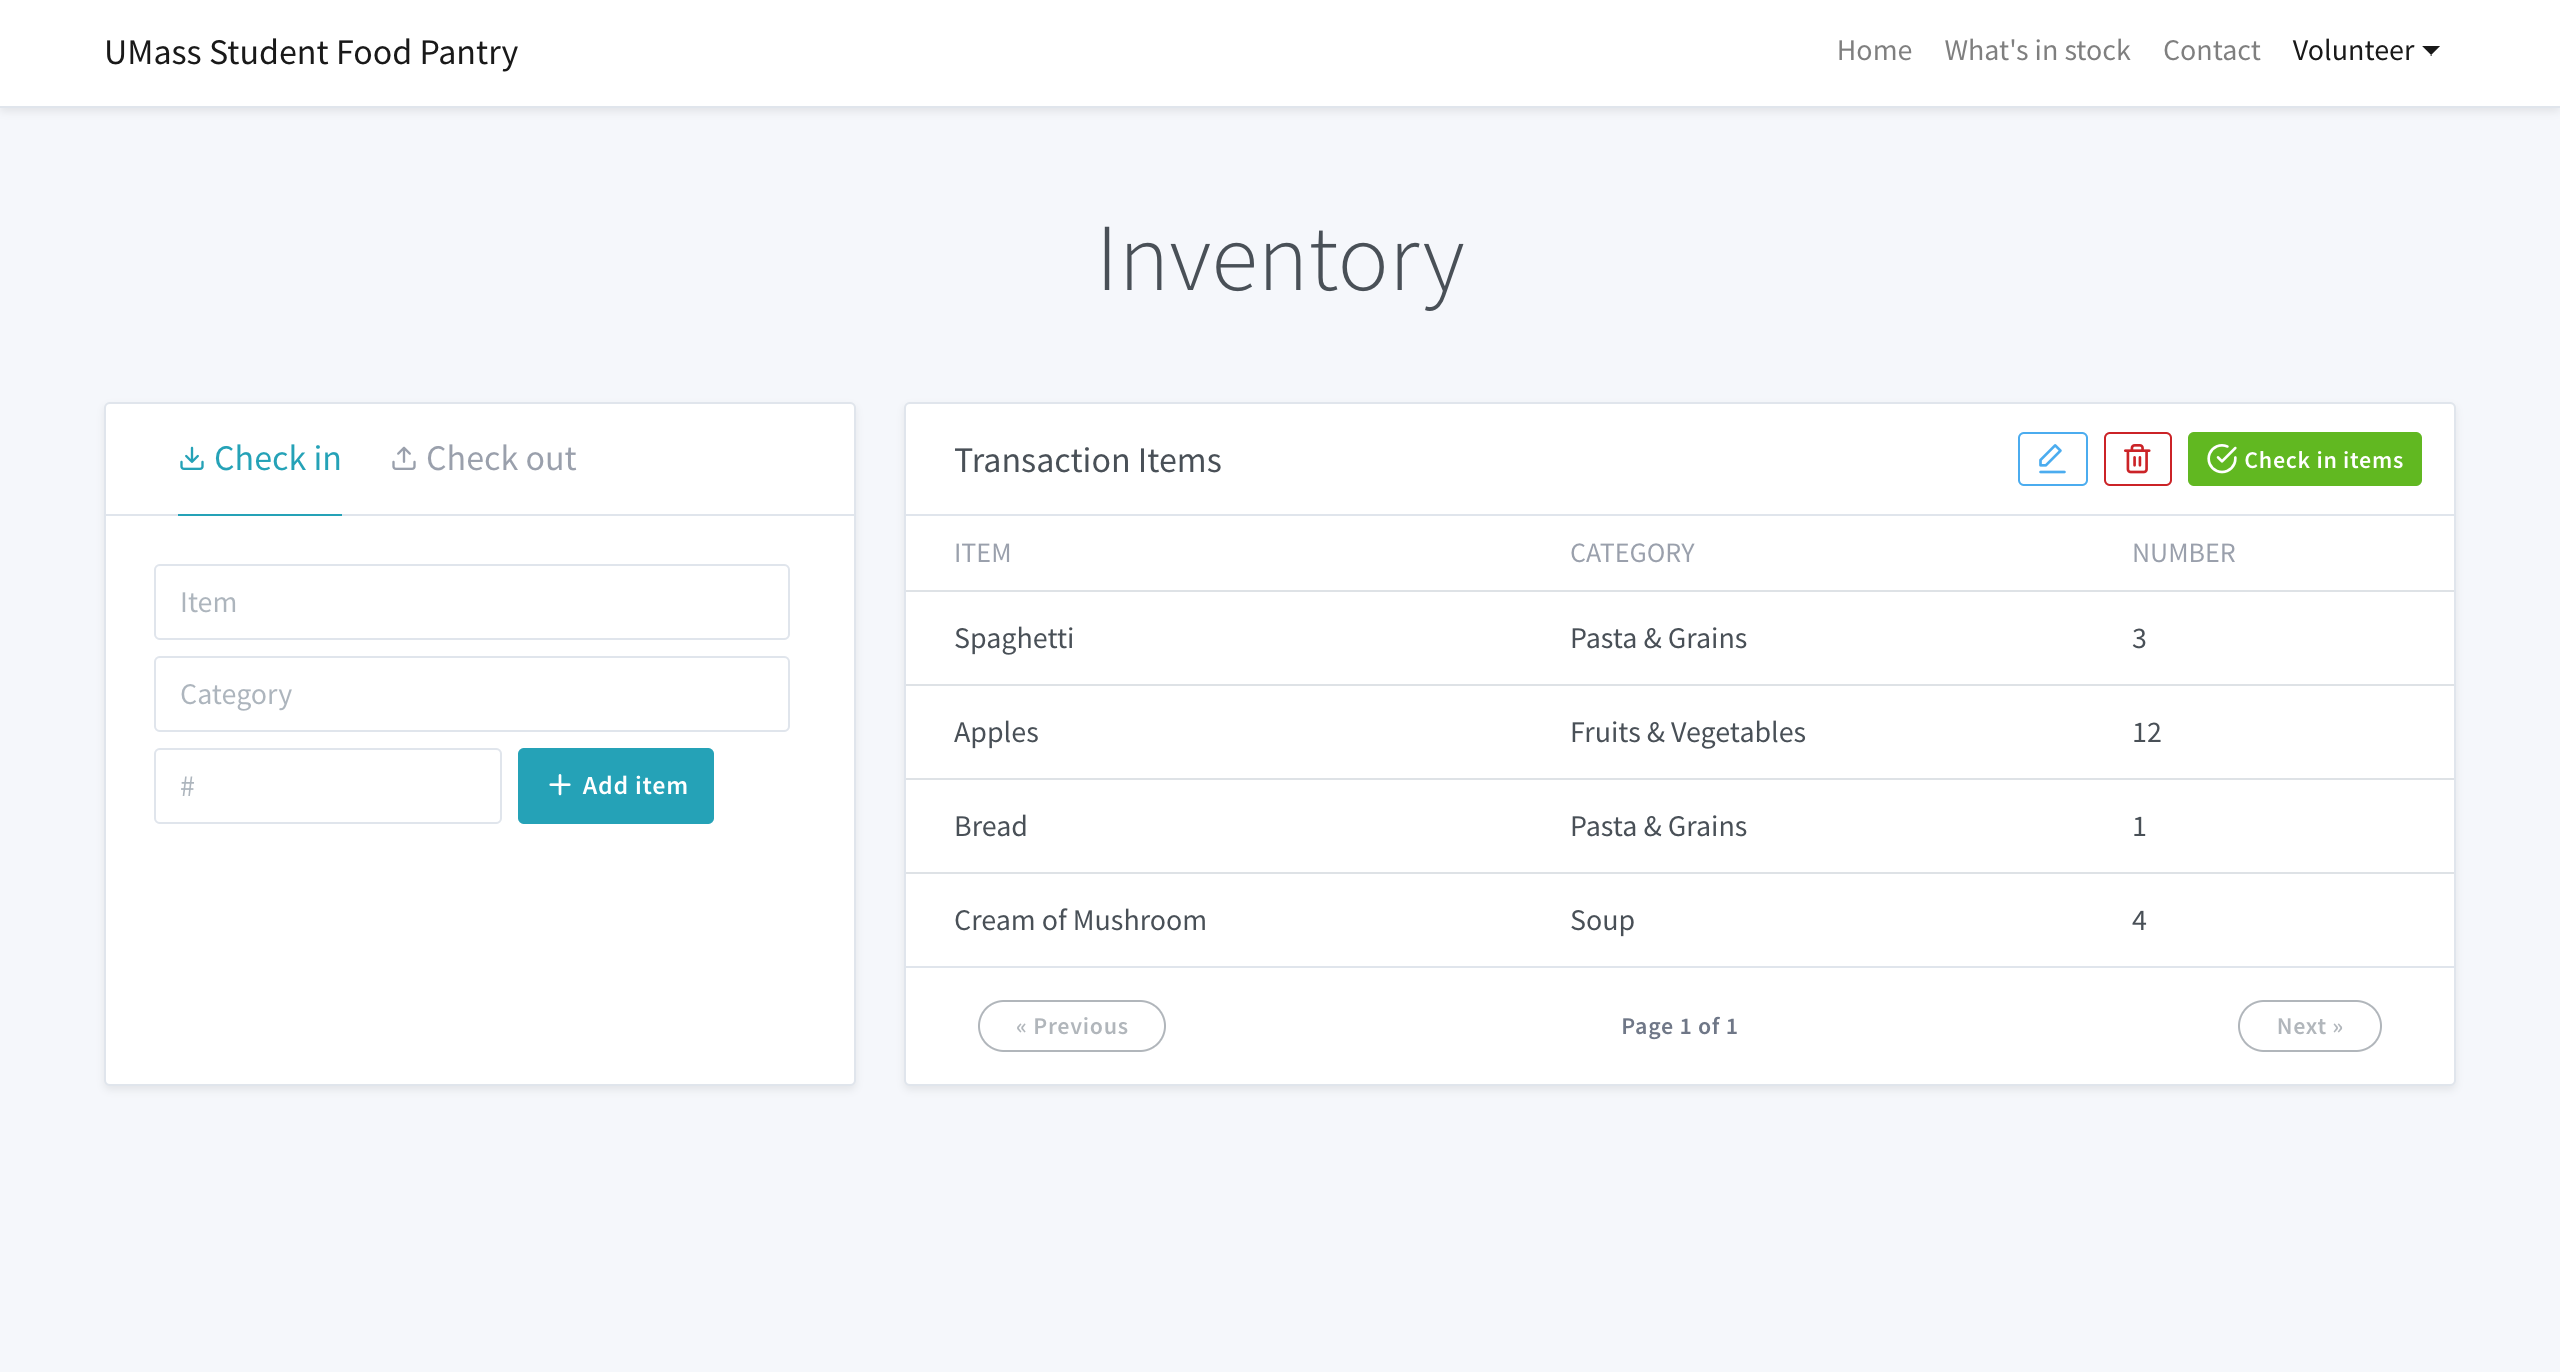 UMass Student Food Pantry
Home What's in stock Contact Volunteer
Inventory
Check in Check out
Item
Category
# + Add item
Transaction Items Check in items
ITEM CATEGORY NUMBER
Spaghetti Pasta & Grains 3
Apples Fruits & Vegetables 12
Bread Pasta & Grains 1
Cream of Mushroom Soup 4
« Previous Page 1 of 1 Next »